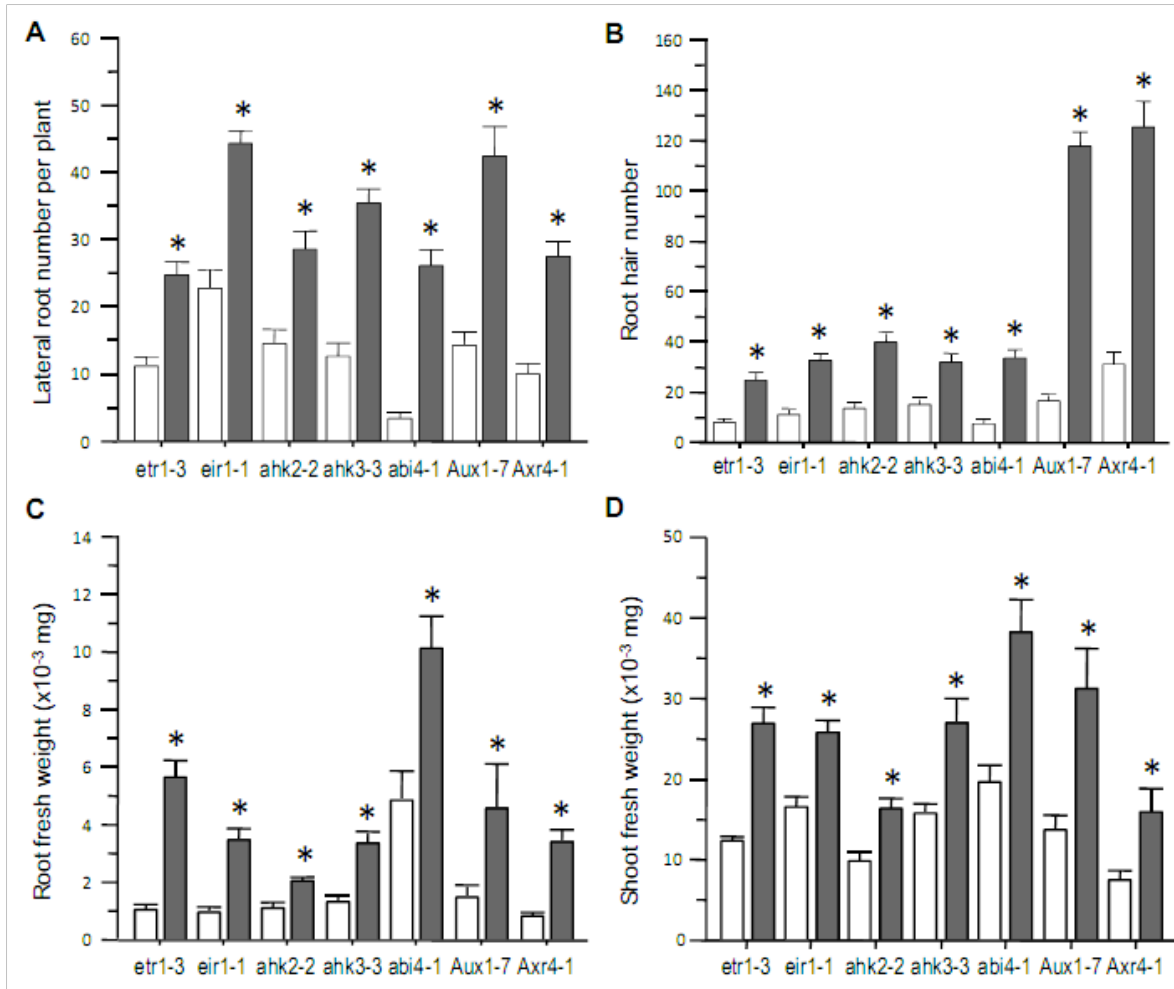 A
Lateral root number per plant
60
50
40
30
20
10
0
* * * * * * *
etr1-3 eir1-1 ahk2-2 ahk3-3 abi4-1 Aux1-7 Axr4-1
B
Root hair number
160
140
120
100
80
60
40
20
0
* * * * * * *
etr1-3 eir1-1 ahk2-2 ahk3-3 abi4-1 Aux1-7 Axr4-1
C
Root fresh weight (x10⁻³ mg)
14
12
10
8
6
4
2
0
* * * * * * *
etr1-3 eir1-1 ahk2-2 ahk3-3 abi4-1 Aux1-7 Axr4-1
D
Shoot fresh weight (x10⁻³ mg)
50
40
30
20
10
0
* * * * * * *
etr1-3 eir1-1 ahk2-2 ahk3-3 abi4-1 Aux1-7 Axr4-1